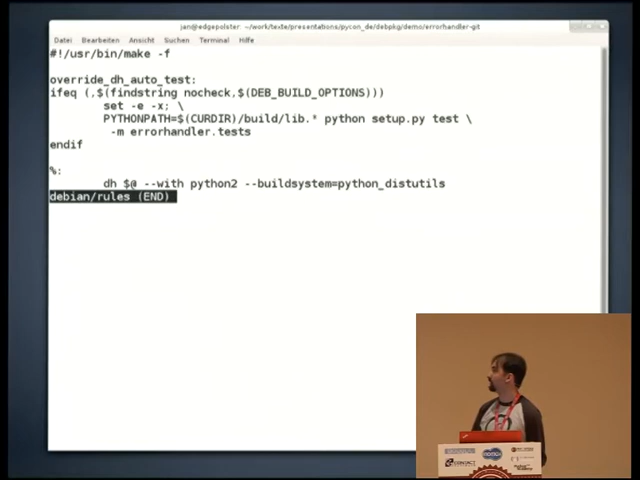 jan@edgepolster: ~/work/texte/presentations/pycon_de/debpkg/demo/errorhandler-git
Datei Bearbeiten Ansicht Suchen Terminal Hilfe
#!/usr/bin/make -f
override_dh_auto_test:
ifeq (,$(findstring nocheck,$(DEB_BUILD_OPTIONS)))
set -e -x; \
PYTHONPATH=$(CURDIR)/build/lib.* python setup.py test \
-m errorhandler.tests
endif
%:
dh $@ --with python2 --buildsystem=python_distutils
debian/rules (END)